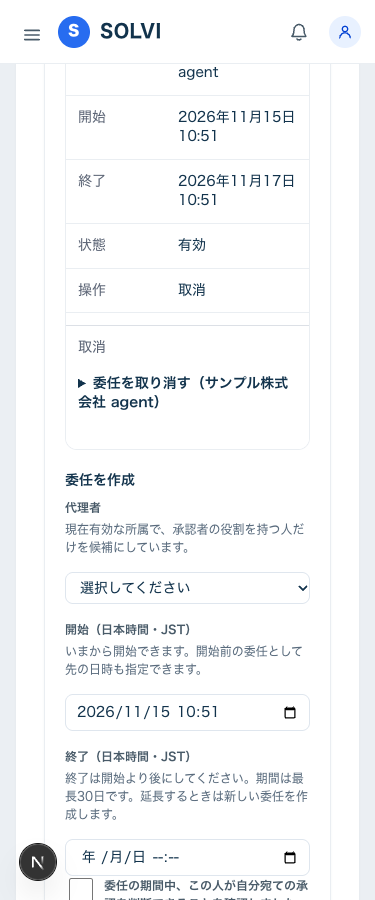 S SOLVI
agent
開始 2026年11月15日
10:51
終了 2026年11月17日
10:51
状態 有効
操作 取消
取消
▶ 委任を取り消す（サンプル株式
会社 agent）
委任を作成
代理者
現在有効な所属で、承認者の役割を持つ人だ
けを候補にしています。
選択してください
開始（日本時間・JST）
いまから開始できます。開始前の委任として
先の日時も指定できます。
2026/11/15 10:51
終了（日本時間・JST）
終了は開始より後にしてください。期間は最
長30日です。延長するときは新しい委任を作
成します。
年 /月/日 --:--
N
委任の期間中、この人が自分宛ての承